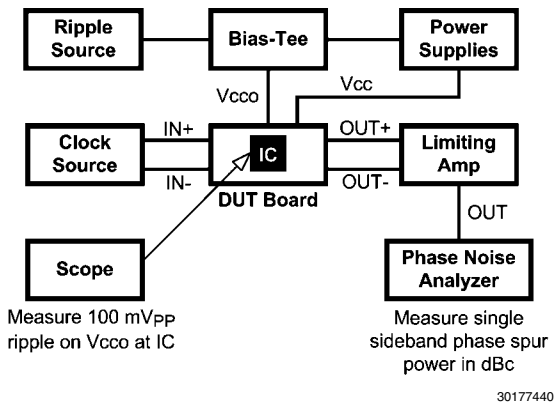 Ripple
Source
Bias-Tee
Power
Supplies
Vcco
Vcc
Clock
Source
IN+
IN-
IC
DUT Board
OUT+
OUT-
Limiting
Amp
OUT
Scope
Phase Noise
Analyzer
Measure 100 mVPP
ripple on Vcco at IC
Measure single
sideband phase spur
power in dBc
30177440